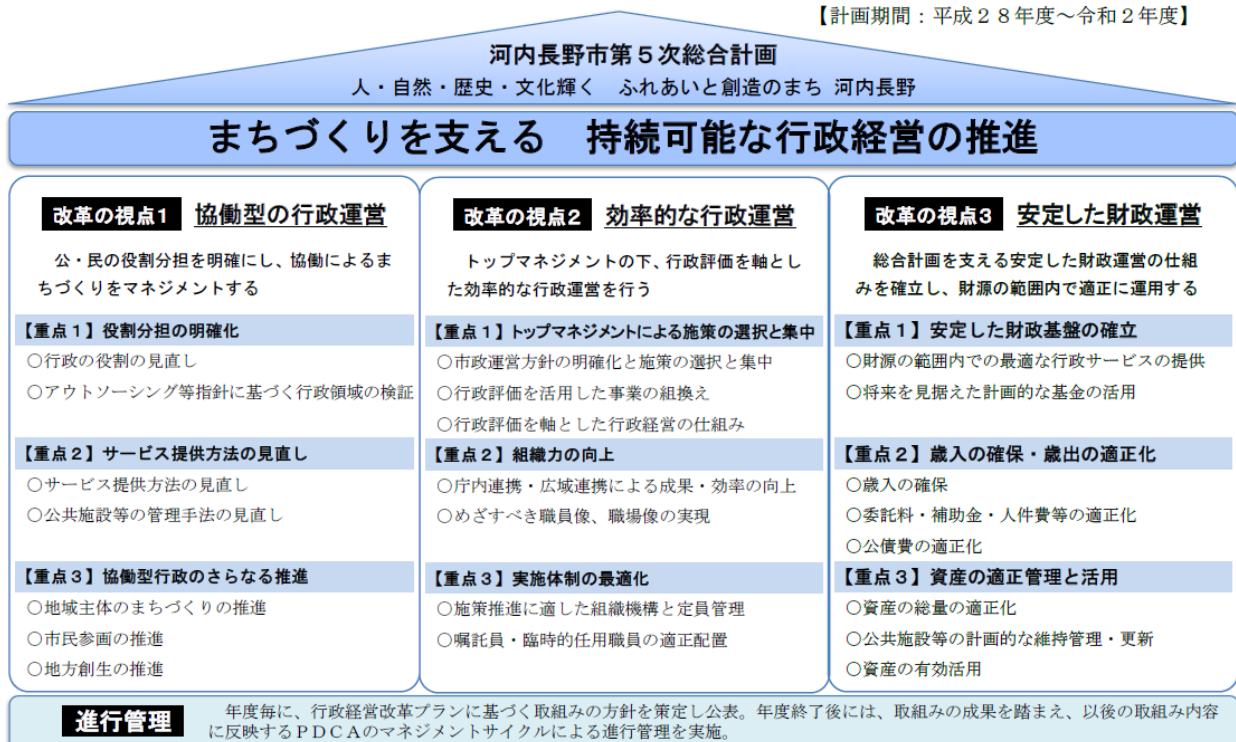 【計画期間：平成２８年度～令和２年度】
河内長野市第５次総合計画
人・自然・歴史・文化輝く　ふれあいと創造のまち 河内長野
まちづくりを支える　持続可能な行政経営の推進
改革の視点1　協働型の行政運営
公・民の役割分担を明確にし、協働によるま
ちづくりをマネジメントする
【重点１】役割分担の明確化
○行政の役割の見直し
○アウトソーシング等指針に基づく行政領域の検証
【重点２】サービス提供方法の見直し
○サービス提供方法の見直し
○公共施設等の管理手法の見直し
【重点３】協働型行政のさらなる推進
○地域主体のまちづくりの推進
○市民参画の推進
○地方創生の推進
改革の視点2　効率的な行政運営
トップマネジメントの下、行政評価を軸とし
た効率的な行政運営を行う
【重点１】トップマネジメントによる施策の選択と集中
○市政運営方針の明確化と施策の選択と集中
○行政評価を活用した事業の組換え
○行政評価を軸とした行政経営の仕組み
【重点２】組織力の向上
○庁内連携・広域連携による成果・効率の向上
○めざすべき職員像、職場像の実現
【重点３】実施体制の最適化
○施策推進に適した組織機構と定員管理
○嘱託員・臨時的任用職員の適正配置
改革の視点3　安定した財政運営
総合計画を支える安定した財政運営の仕組
みを確立し、財源の範囲内で適正に運用する
【重点１】安定した財政基盤の確立
○財源の範囲内での最適な行政サービスの提供
○将来を見据えた計画的な基金の活用
【重点２】歳入の確保・歳出の適正化
○歳入の確保
○委託料・補助金・人件費等の適正化
○公債費の適正化
【重点３】資産の適正管理と活用
○資産の総量の適正化
○公共施設等の計画的な維持管理・更新
○資産の有効活用
進行管理
年度毎に、行政経営改革プランに基づく取組みの方針を策定し公表。年度終了後には、取組みの成果を踏まえ、以後の取組み内容
に反映するＰＤＣＡのマネジメントサイクルによる進行管理を実施。